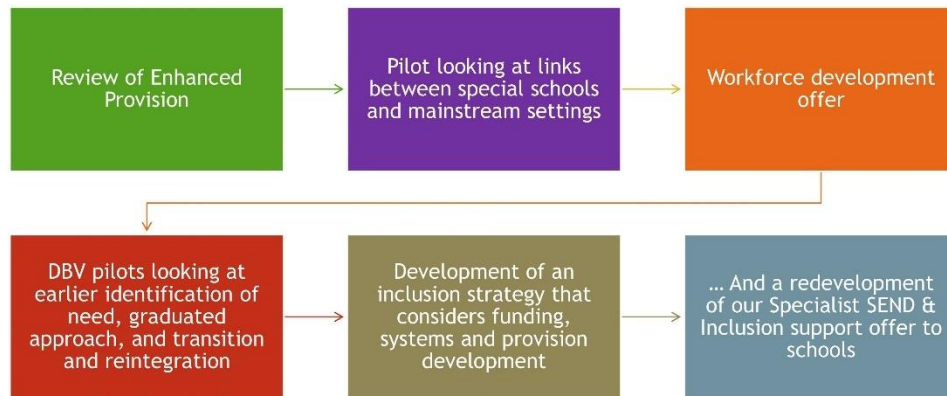 Review of Enhanced
Provision
Pilot looking at links
between special schools
and mainstream settings
Workforce development
offer
DBV pilots looking at
earlier identification of
need, graduated
approach, and transition
and reintegration
Development of an
inclusion strategy that
considers funding,
systems and provision
development
... And a redevelopment
of our Specialist SEND &
Inclusion support offer to
schools